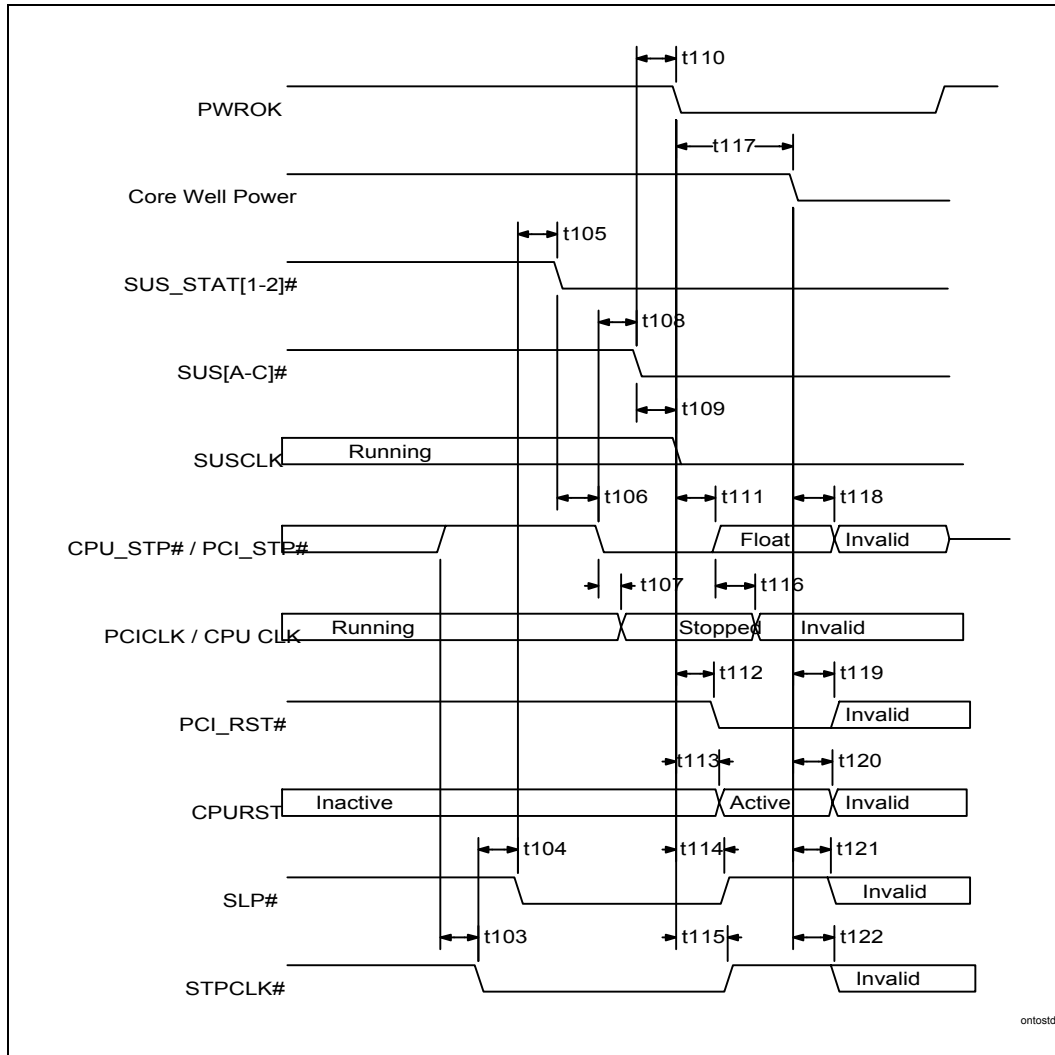 t110
PWROK
t117
Core Well Power
t105
SUS_STAT[1-2]#
t108
SUS[A-C]#
t109
SUSCLK Running
t106 t111 t118
CPU_STP# / PCI_STP# Float Invalid
t107 t116
PCICLK / CPU CLK Running Stopped Invalid
t112 t119
PCI_RST# Invalid
t113 t120
CPURST Inactive Active Invalid
t104 t114 t121
SLP# Invalid
t103 t115 t122
STPCLK# Invalid
ontostd